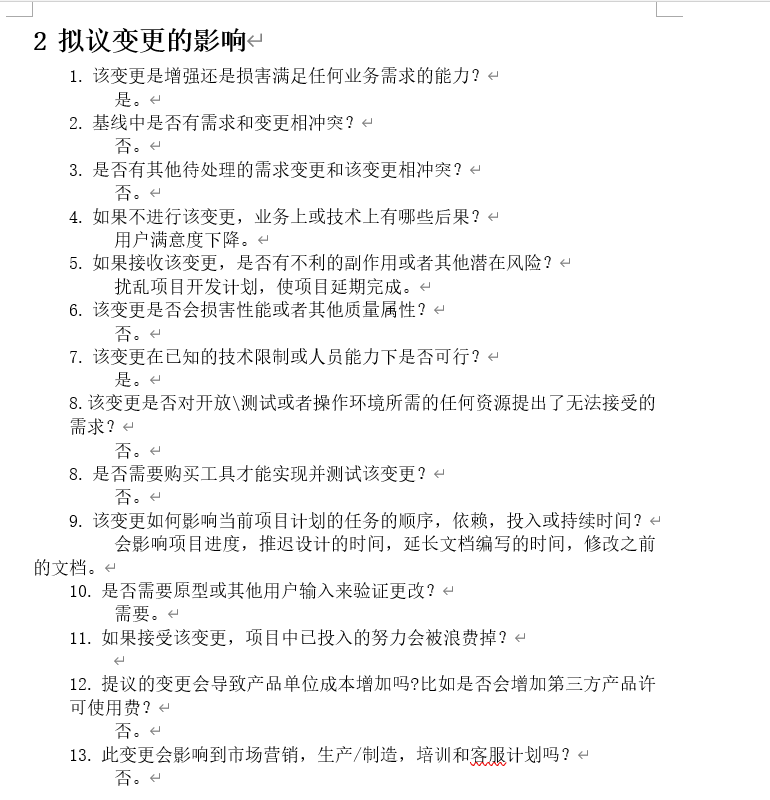 2 拟议变更的影响
1. 该变更是增强还是损害满足任何业务需求的能力？
是。
2. 基线中是否有需求和变更相冲突？
否。
3. 是否有其他待处理的需求变更和该变更相冲突？
否。
4. 如果不进行该变更，业务上或技术上有哪些后果？
用户满意度下降。
5. 如果接收该变更，是否有不利的副作用或者其他潜在风险？
扰乱项目开发计划，使项目延期完成。
6. 该变更是否会损害性能或者其他质量属性？
否。
7. 该变更在已知的技术限制或人员能力下是否可行？
是。
8.该变更是否对开放\测试或者操作环境所需的任何资源提出了无法接受的
需求？
否。
8. 是否需要购买工具才能实现并测试该变更？
否。
9. 该变更如何影响当前项目计划的任务的顺序，依赖，投入或持续时间？
会影响项目进度，推迟设计的时间，延长文档编写的时间，修改之前
的文档。
10. 是否需要原型或其他用户输入来验证更改？
需要。
11. 如果接受该变更，项目中已投入的努力会被浪费掉？
12. 提议的变更会导致产品单位成本增加吗?比如是否会增加第三方产品许
可使用费？
否。
13. 此变更会影响到市场营销，生产/制造，培训和客服计划吗？
否。